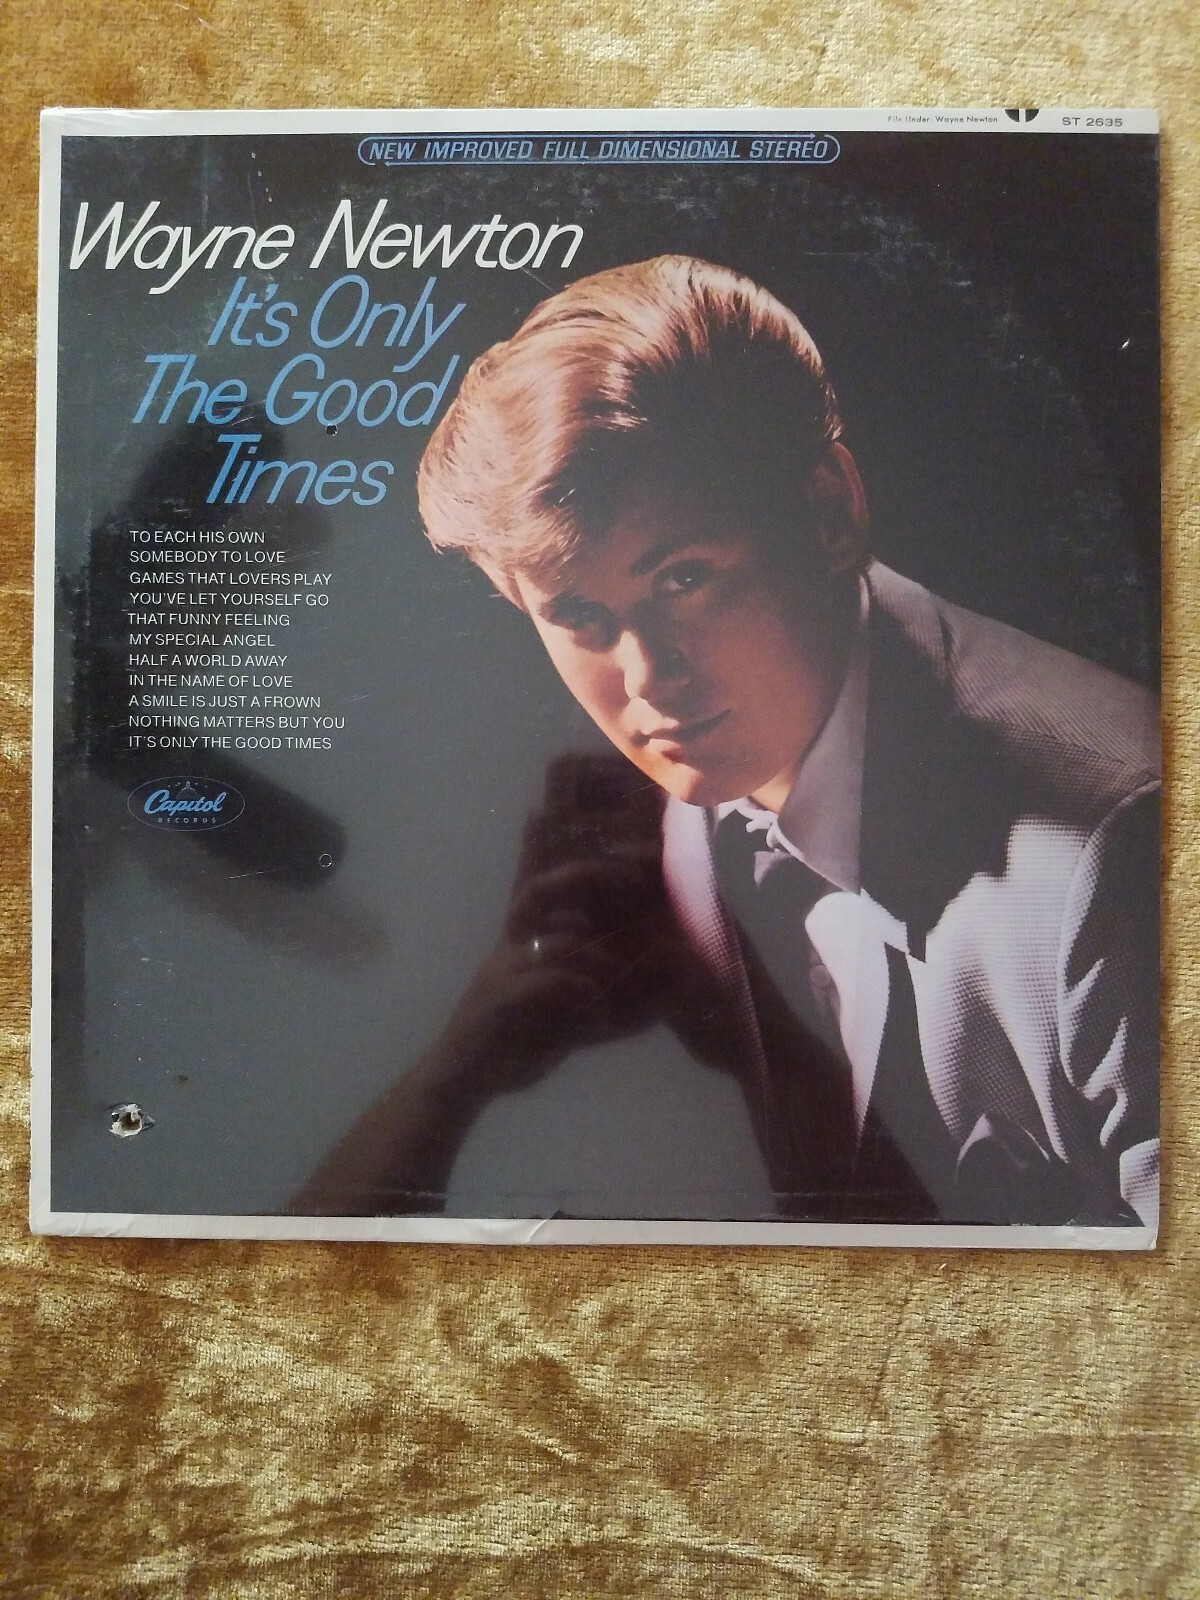 File Under: Wayne Newton
ST 2635
NEW IMPROVED FULL DIMENSIONAL STEREO
Wayne Newton
It's Only
The Good
Times
TO EACH HIS OWN
SOMEBODY TO LOVE
GAMES THAT LOVERS PLAY
YOU'VE LET YOURSELF GO
THAT FUNNY FEELING
MY SPECIAL ANGEL
HALF A WORLD AWAY
IN THE NAME OF LOVE
A SMILE IS JUST A FROWN
NOTHING MATTERS BUT YOU
IT'S ONLY THE GOOD TIMES
Capitol
RECORDS